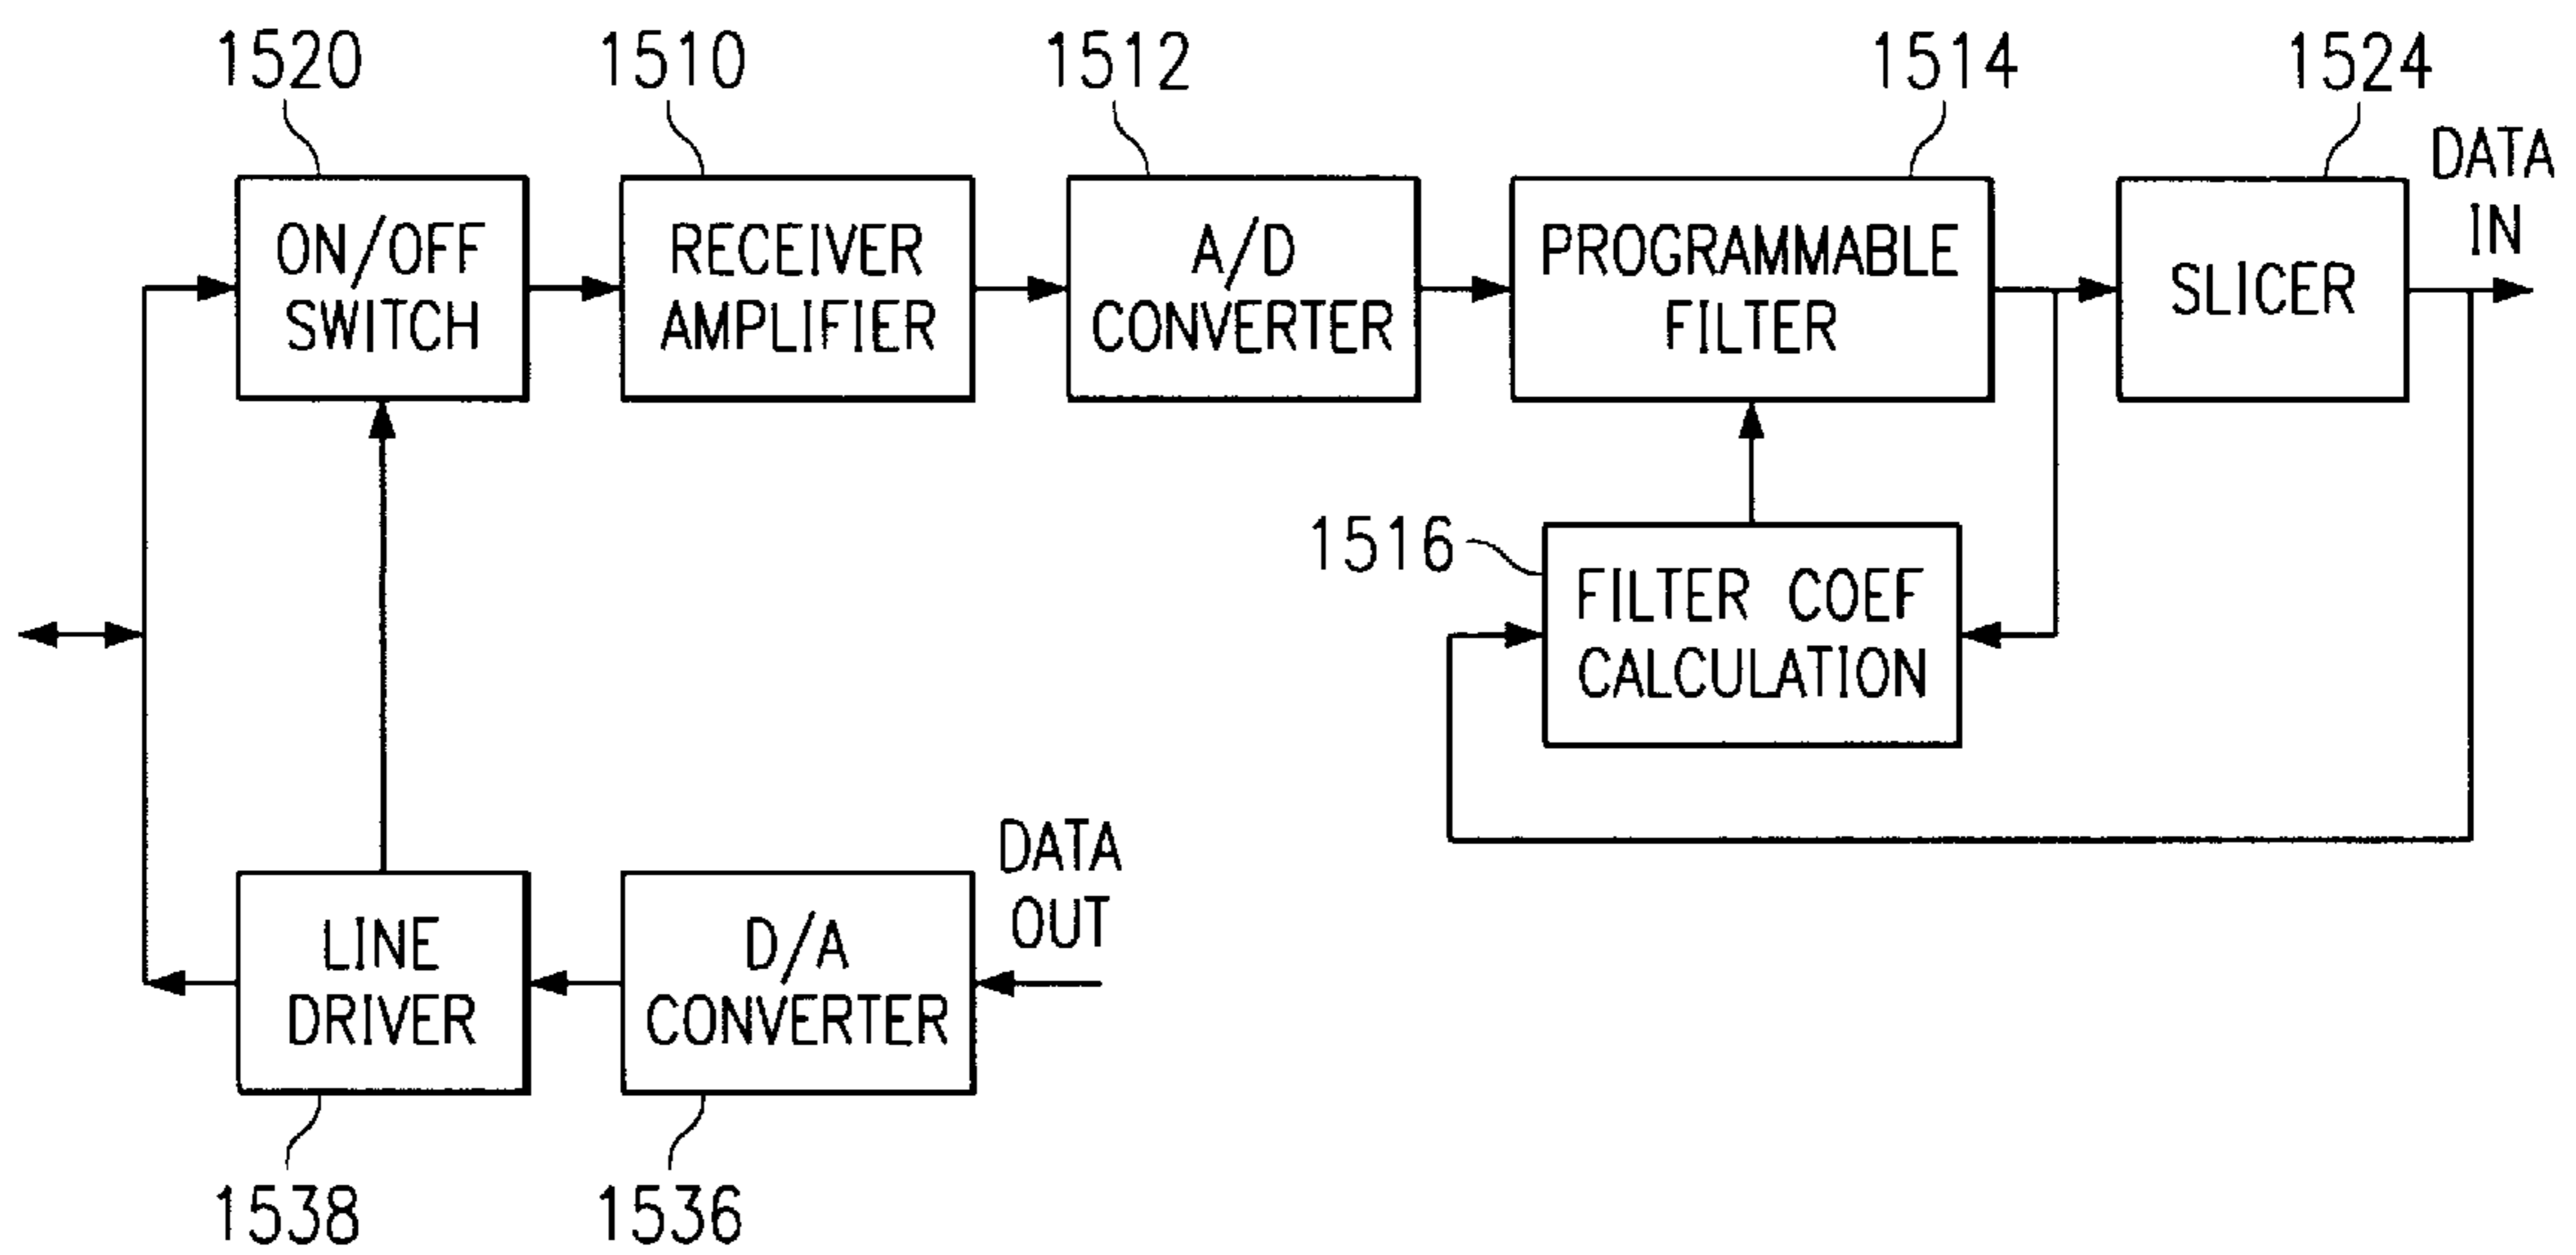 1520
1510
1512
1514
1524
DATA
IN
ON/OFF
SWITCH
RECEIVER
AMPLIFIER
A/D
CONVERTER
PROGRAMMABLE
FILTER
SLICER
1516
FILTER COEF
CALCULATION
DATA
OUT
LINE
DRIVER
D/A
CONVERTER
1538
1536